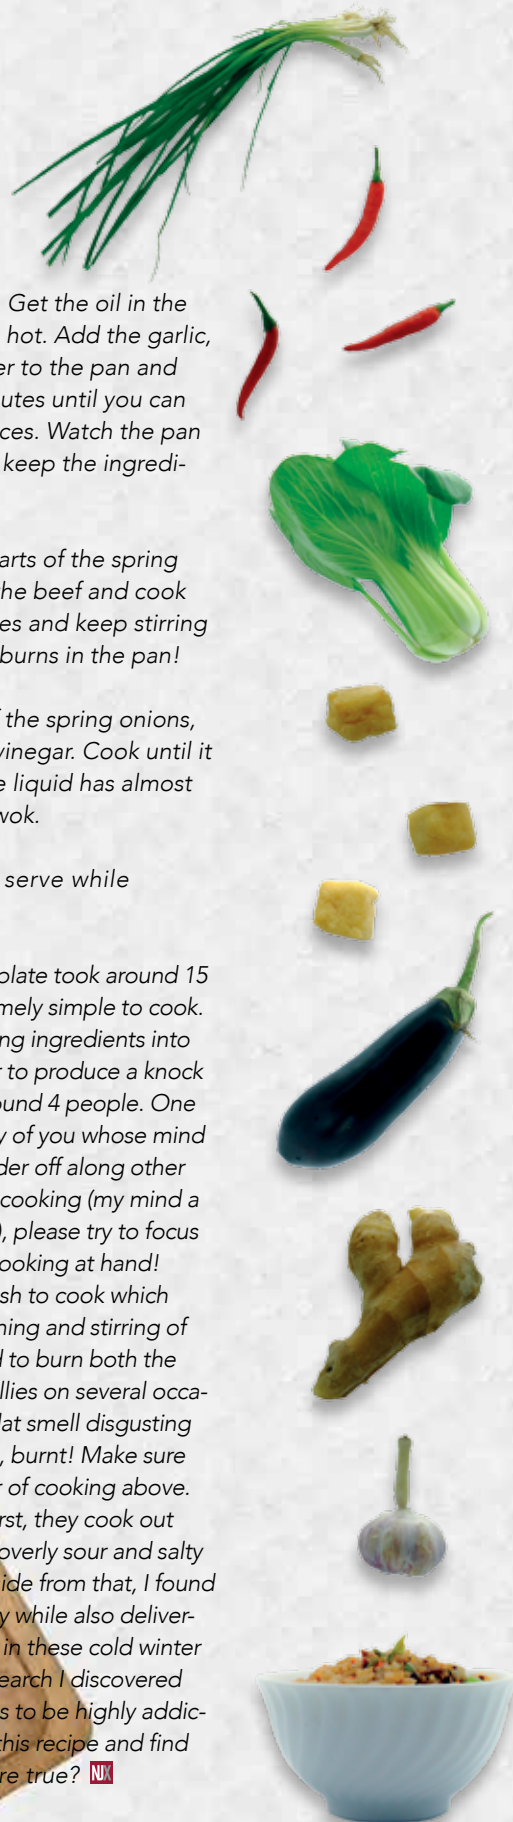 Get the oil in the
hot. Add the garlic,
er to the pan and
utes until you can
ces. Watch the pan
keep the ingredi-
arts of the spring
he beef and cook
es and keep stirring
burns in the pan!
f the spring onions,
vinegar. Cook until it
e liquid has almost
wok.
serve while
plate took around 15
mely simple to cook.
ng ingredients into
r to produce a knock
ound 4 people. One
y of you whose mind
der off along other
cooking (my mind a
), please try to focus
ooking at hand!
sh to cook which
ning and stirring of
d to burn both the
llies on several occa-
lat smell disgusting
, burnt! Make sure
r of cooking above.
rst, they cook out
overly sour and salty
ide from that, I found
y while also deliver-
in these cold winter
earch I discovered
s to be highly addic-
this recipe and find
re true? NJX